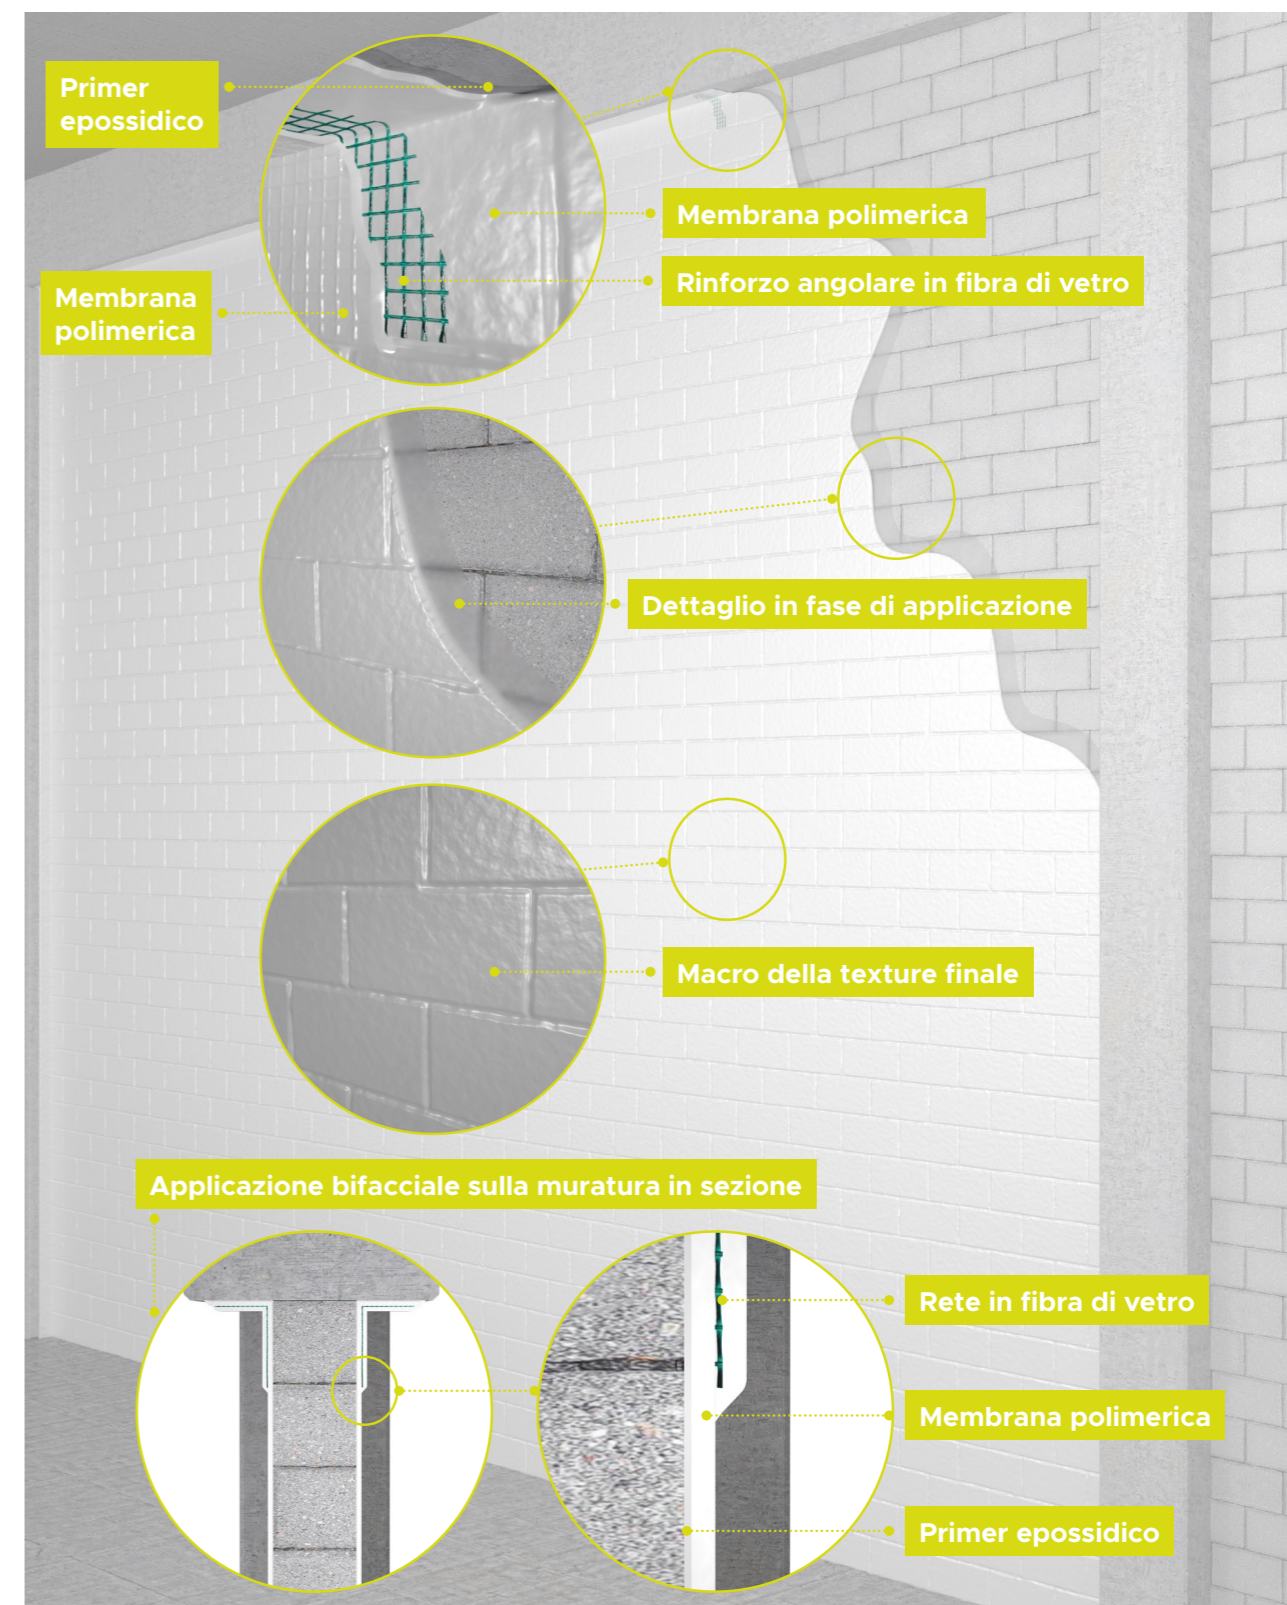 Primer
epossidico
Membrana polimerica
Rinforzo angolare in fibra di vetro
Membrana
polimerica
Dettaglio in fase di applicazione
Macro della texture finale
Applicazione bifacciale sulla muratura in sezione
Rete in fibra di vetro
Membrana polimerica
Primer epossidico